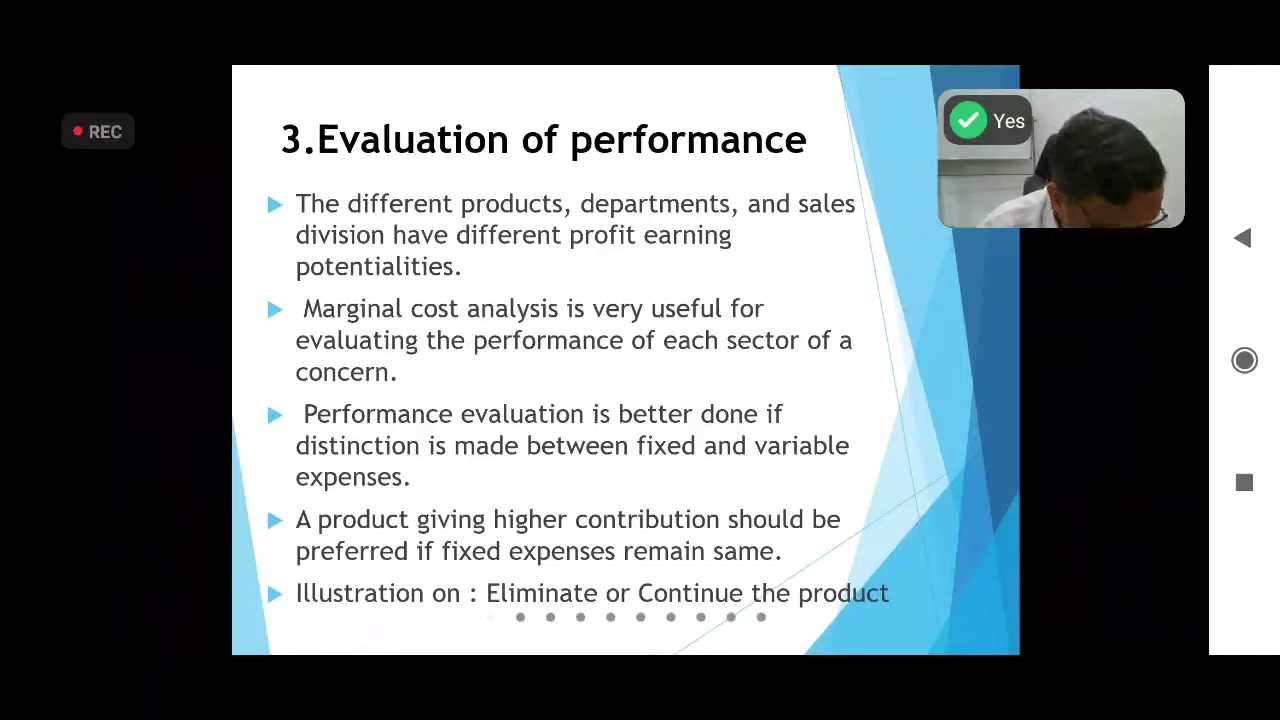 REC
3.Evaluation of performance
Yes
The different products, departments, and sales
division have different profit earning
potentialities.
Marginal cost analysis is very useful for
evaluating the performance of each sector of a
concern.
Performance evaluation is better done if
distinction is made between fixed and variable
expenses.
A product giving higher contribution should be
preferred if fixed expenses remain same.
Illustration on : Eliminate or Continue the product